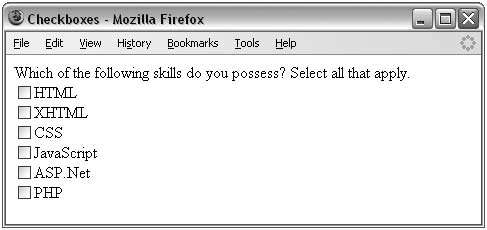 Checkboxes - Mozilla Firefox
File Edit View History Bookmarks Tools Help
Which of the following skills do you possess? Select all that apply.
HTML
XHTML
CSS
JavaScript
ASP.Net
PHP